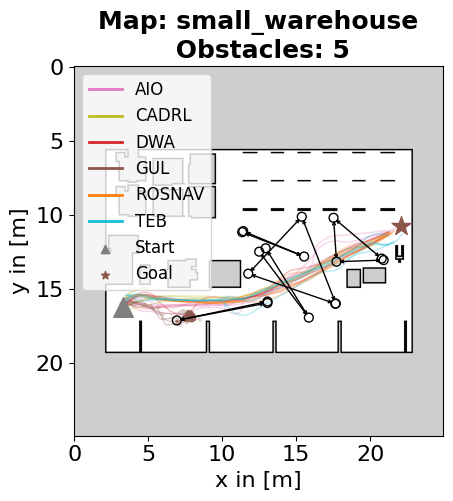 Map: small_warehouse
Obstacles: 5
AIO
CADRL
DWA
GUL
ROSNAV
TEB
Start
Goal
0
5
10
15
20
y in [m]
0 5 10 15 20
x in [m]